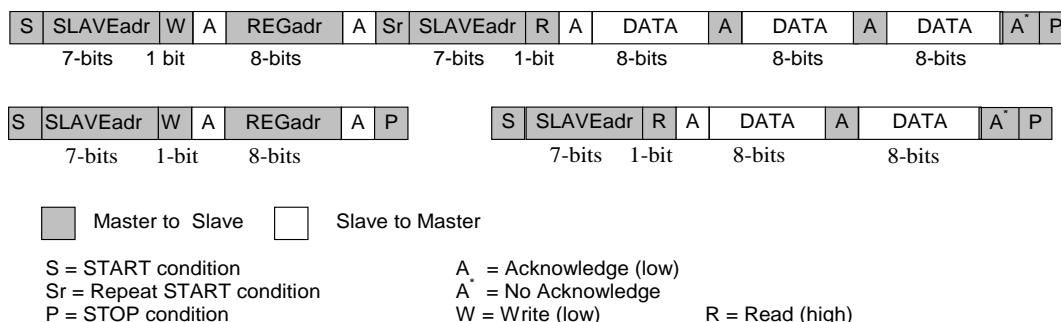 S SLAVEadr W A REGadr A Sr SLAVEadr R A DATA A DATA A DATA A* P
7-bits 1 bit 8-bits 7-bits 1-bit 8-bits 8-bits 8-bits
S SLAVEadr W A REGadr A P S SLAVEadr R A DATA A DATA A* P
7-bits 1-bit 8-bits 7-bits 1-bit 8-bits 8-bits
Master to Slave Slave to Master
S = START condition A = Acknowledge (low)
Sr = Repeat START condition A* = No Acknowledge
P = STOP condition W = Write (low) R = Read (high)